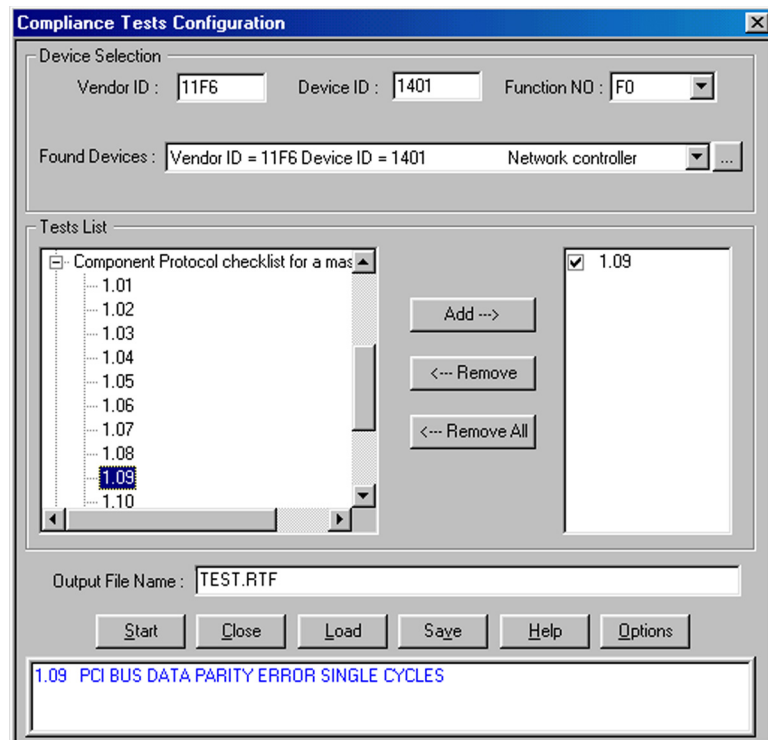 Compliance Tests Configuration
Device Selection
Vendor ID : 11F6 Device ID : 1401 Function NO : F0
Found Devices : Vendor ID = 11F6 Device ID = 1401 Network controller ...
Tests List
Component Protocol checklist for a mas
1.01
1.02
1.03
1.04
1.05
1.06
1.07
1.08
1.09
1.10
Add --->
<--- Remove
<--- Remove All
1.09
Output File Name : TEST.RTF
Start Close Load Save Help Options
1.09 PCI BUS DATA PARITY ERROR SINGLE CYCLES